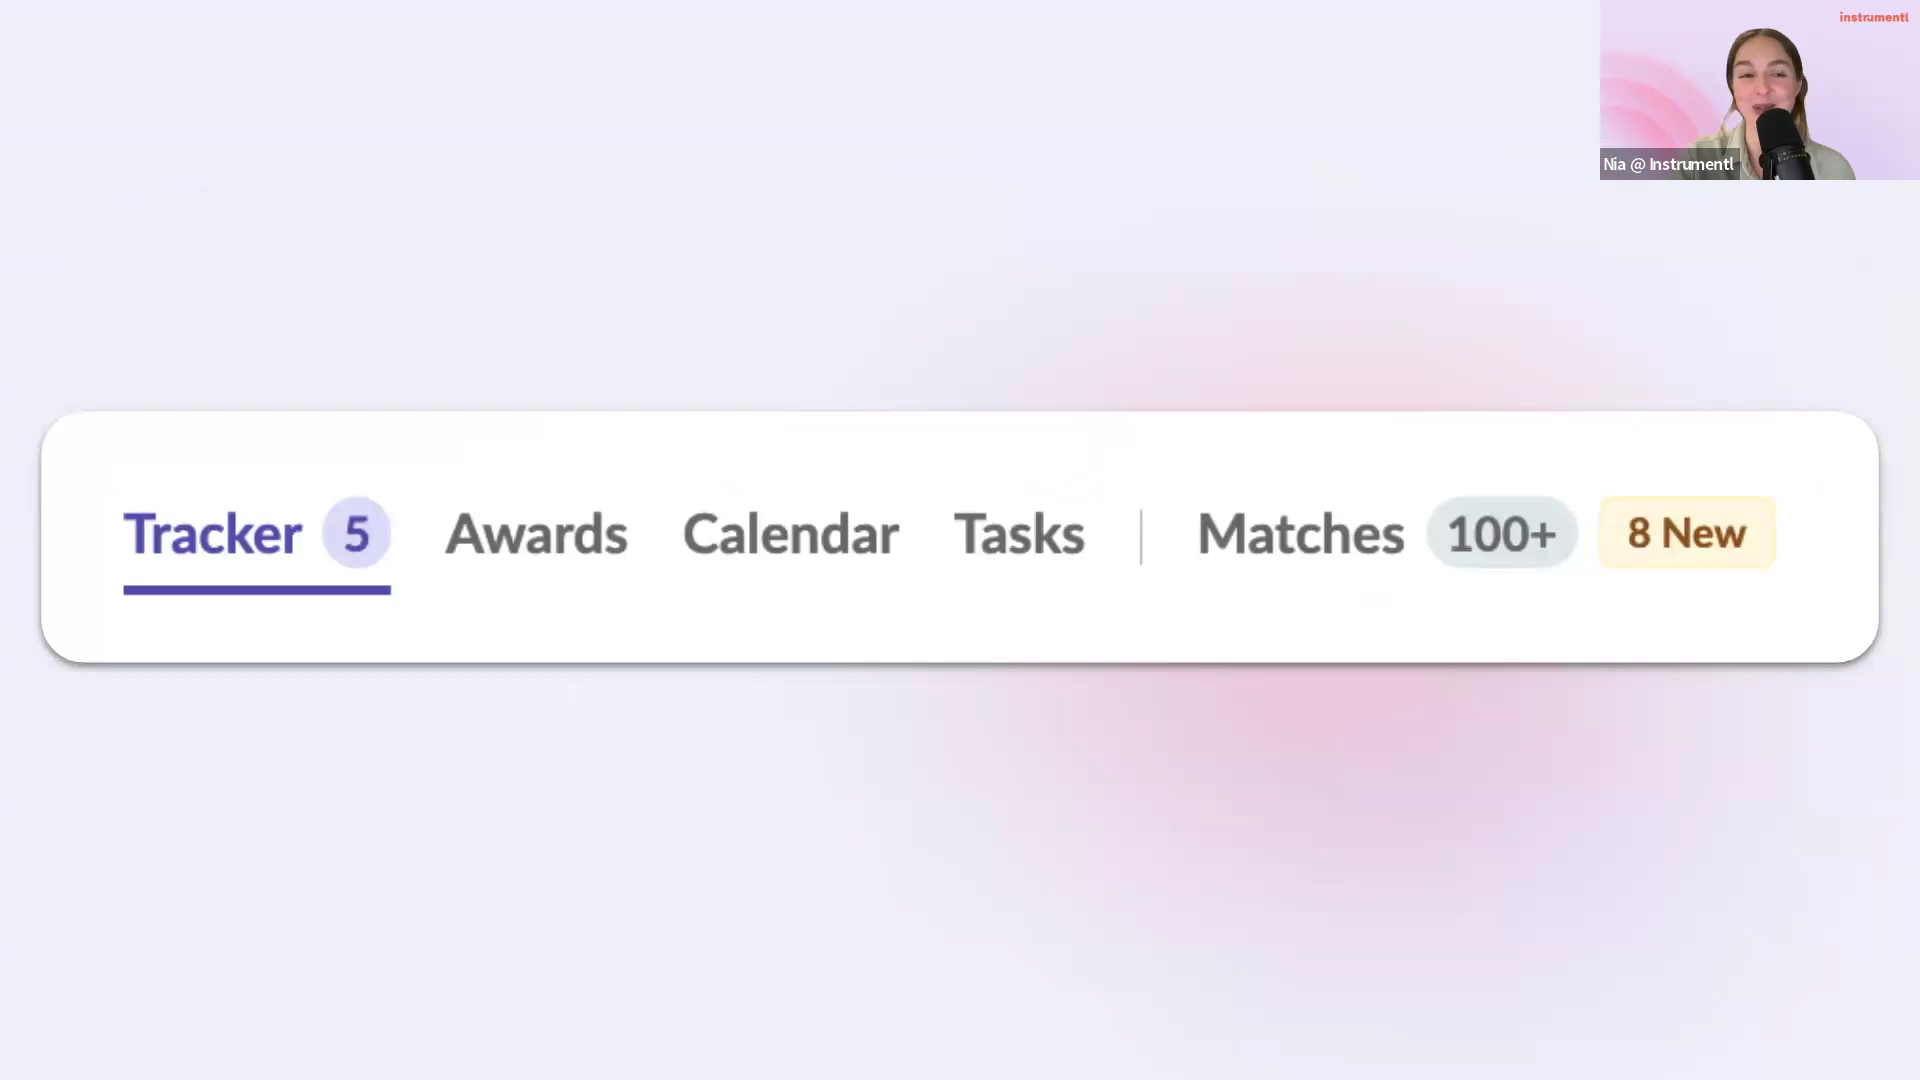 instrumentl
Nia @ Instrumentl
Tracker 5 Awards Calendar Tasks Matches 100+ 8 New